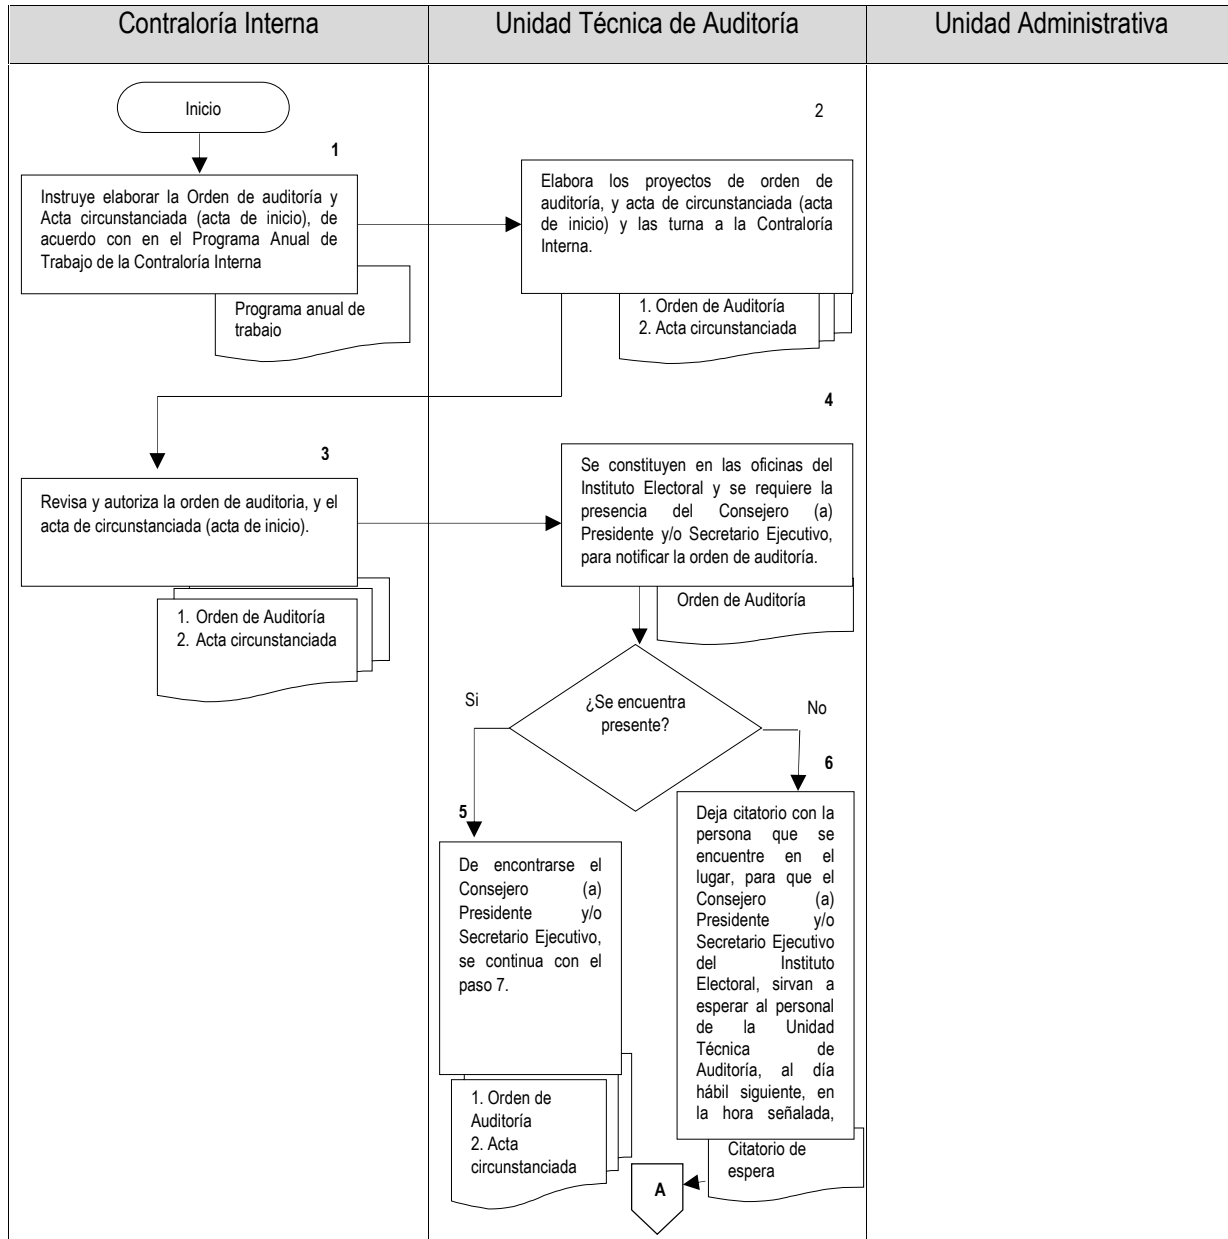 Contraloría Interna
Unidad Técnica de Auditoría
Unidad Administrativa
Inicio
1
Instruye elaborar la Orden de auditoría y
Acta circunstanciada (acta de inicio), de
acuerdo con en el Programa Anual de
Trabajo de la Contraloría Interna
Programa anual de
trabajo
2
Elabora los proyectos de orden de
auditoría, y acta de circunstanciada (acta
de inicio) y las turna a la Contraloría
Interna.
1. Orden de Auditoría
2. Acta circunstanciada
3
Revisa y autoriza la orden de auditoria, y el
acta de circunstanciada (acta de inicio).
1. Orden de Auditoría
2. Acta circunstanciada
4
Se constituyen en las oficinas del
Instituto Electoral y se requiere la
presencia del Consejero (a)
Presidente y/o Secretario Ejecutivo,
para notificar la orden de auditoría.
Orden de Auditoría
¿Se encuentra
presente?
Si
No
5
De encontrarse el
Consejero (a)
Presidente y/o
Secretario Ejecutivo,
se continua con el
paso 7.
1. Orden de
Auditoría
2. Acta
circunstanciada
6
Deja citatorio con la
persona que se
encuentre en el
lugar, para que el
Consejero (a)
Presidente y/o
Secretario Ejecutivo
del Instituto
Electoral, sirvan a
esperar al personal
de la Unidad
Técnica de
Auditoría, al día
hábil siguiente, en
la hora señalada,
Citatorio de
espera
A